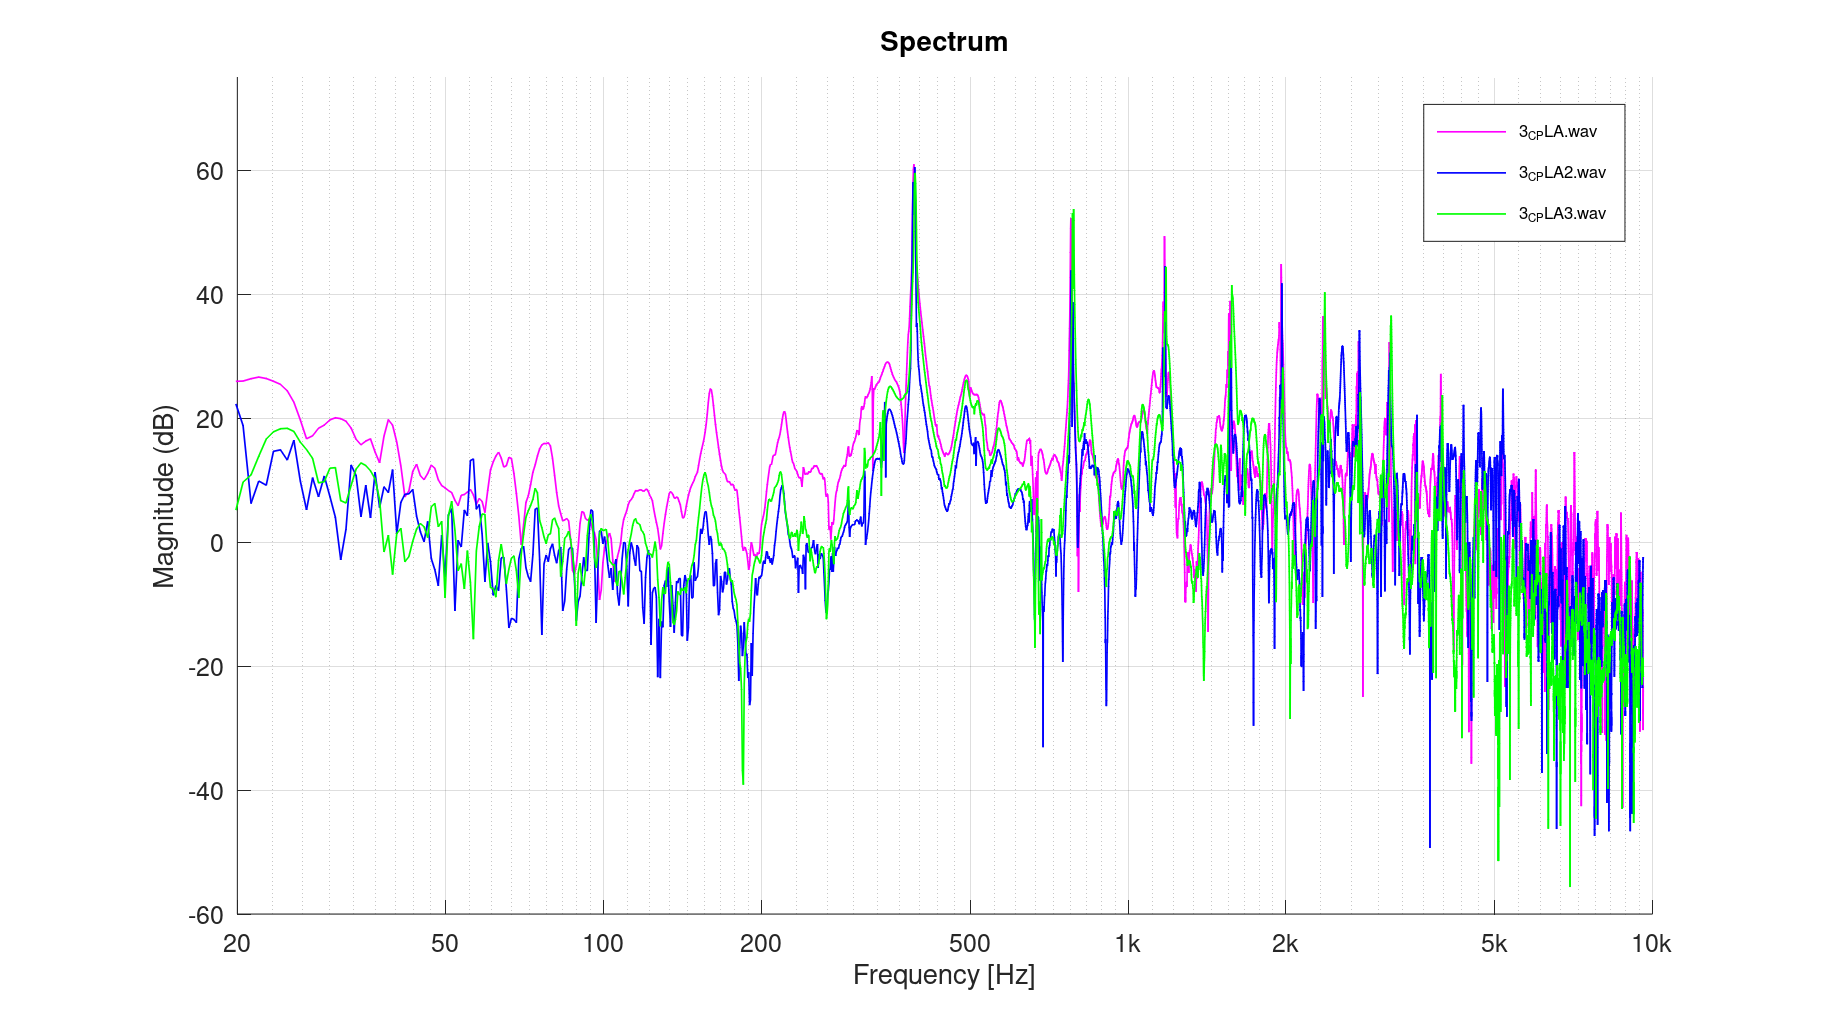 Spectrum
3CPLA.wav
3CPLA2.wav
3CPLA3.wav
Magnitude (dB)
60
40
20
0
-20
-40
-60
20 50 100 200 500 1k 2k 5k 10k
Frequency [Hz]